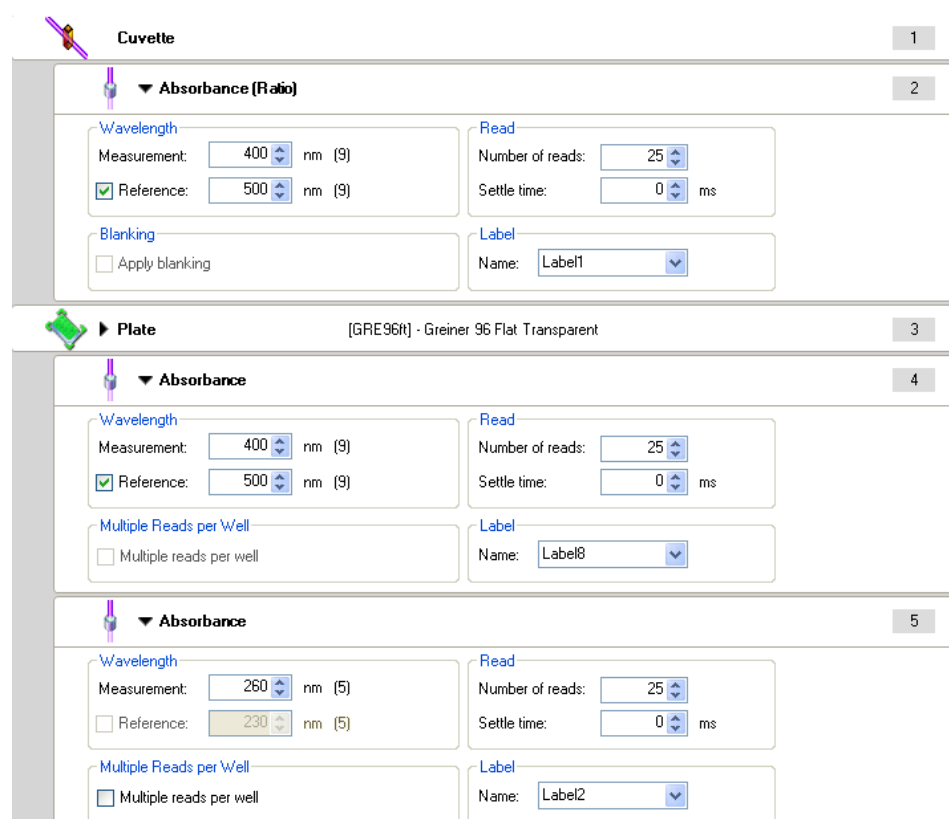 Cuvette 1
Absorbance (Ratio) 2
Wavelength Read
Measurement: 400 nm (9) Number of reads: 25
Reference: 500 nm (9) Settle time: 0 ms
Blanking Label
Apply blanking Name: Label1
Plate [GRE96ft] - Greiner 96 Flat Transparent 3
Absorbance 4
Wavelength Read
Measurement: 400 nm (9) Number of reads: 25
Reference: 500 nm (9) Settle time: 0 ms
Multiple Reads per Well Label
Multiple reads per well Name: Label8
Absorbance 5
Wavelength Read
Measurement: 260 nm (5) Number of reads: 25
Reference: 230 nm (5) Settle time: 0 ms
Multiple Reads per Well Label
Multiple reads per well Name: Label2